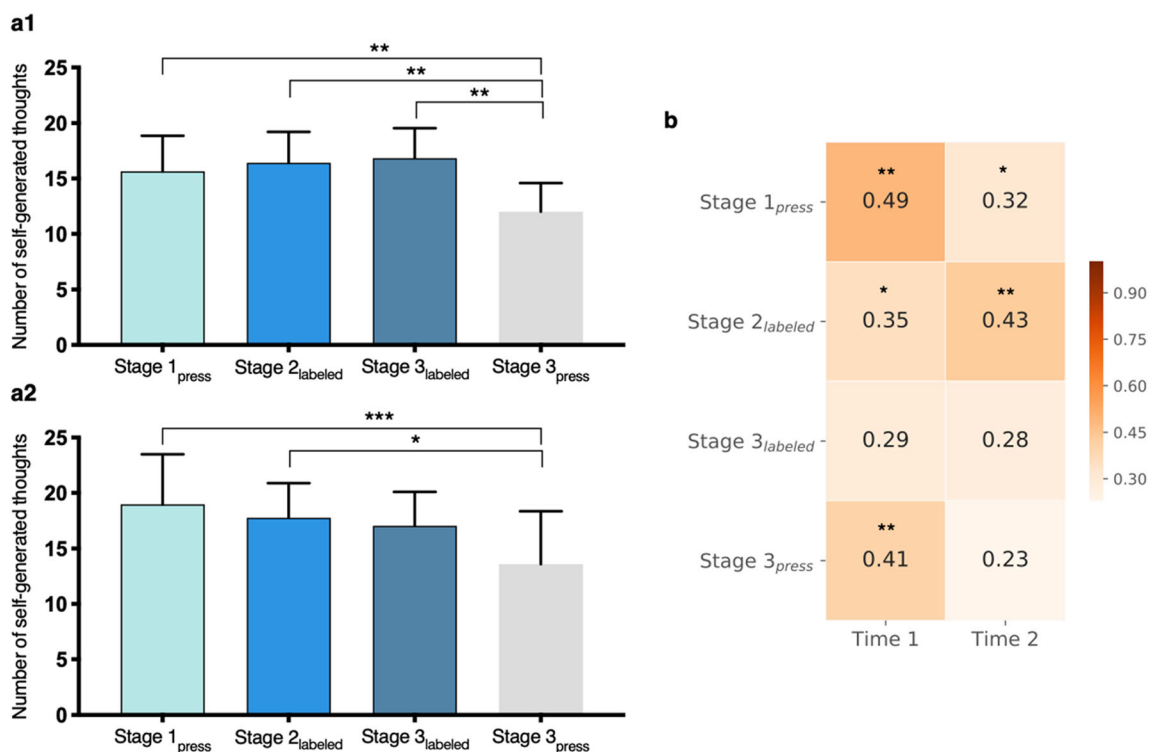 a1
**
**
**
Number of self-generated thoughts
25
20
15
10
5
0
Stage 1press
Stage 2labeled
Stage 3labeled
Stage 3press
a2
***
*
Number of self-generated thoughts
25
20
15
10
5
0
Stage 1press
Stage 2labeled
Stage 3labeled
Stage 3press
b
Stage 1press
**
0.49
*
0.32
Stage 2labeled
*
0.35
**
0.43
Stage 3labeled
0.29
0.28
Stage 3press
**
0.41
0.23
Time 1
Time 2
0.90
0.75
0.60
0.45
0.30